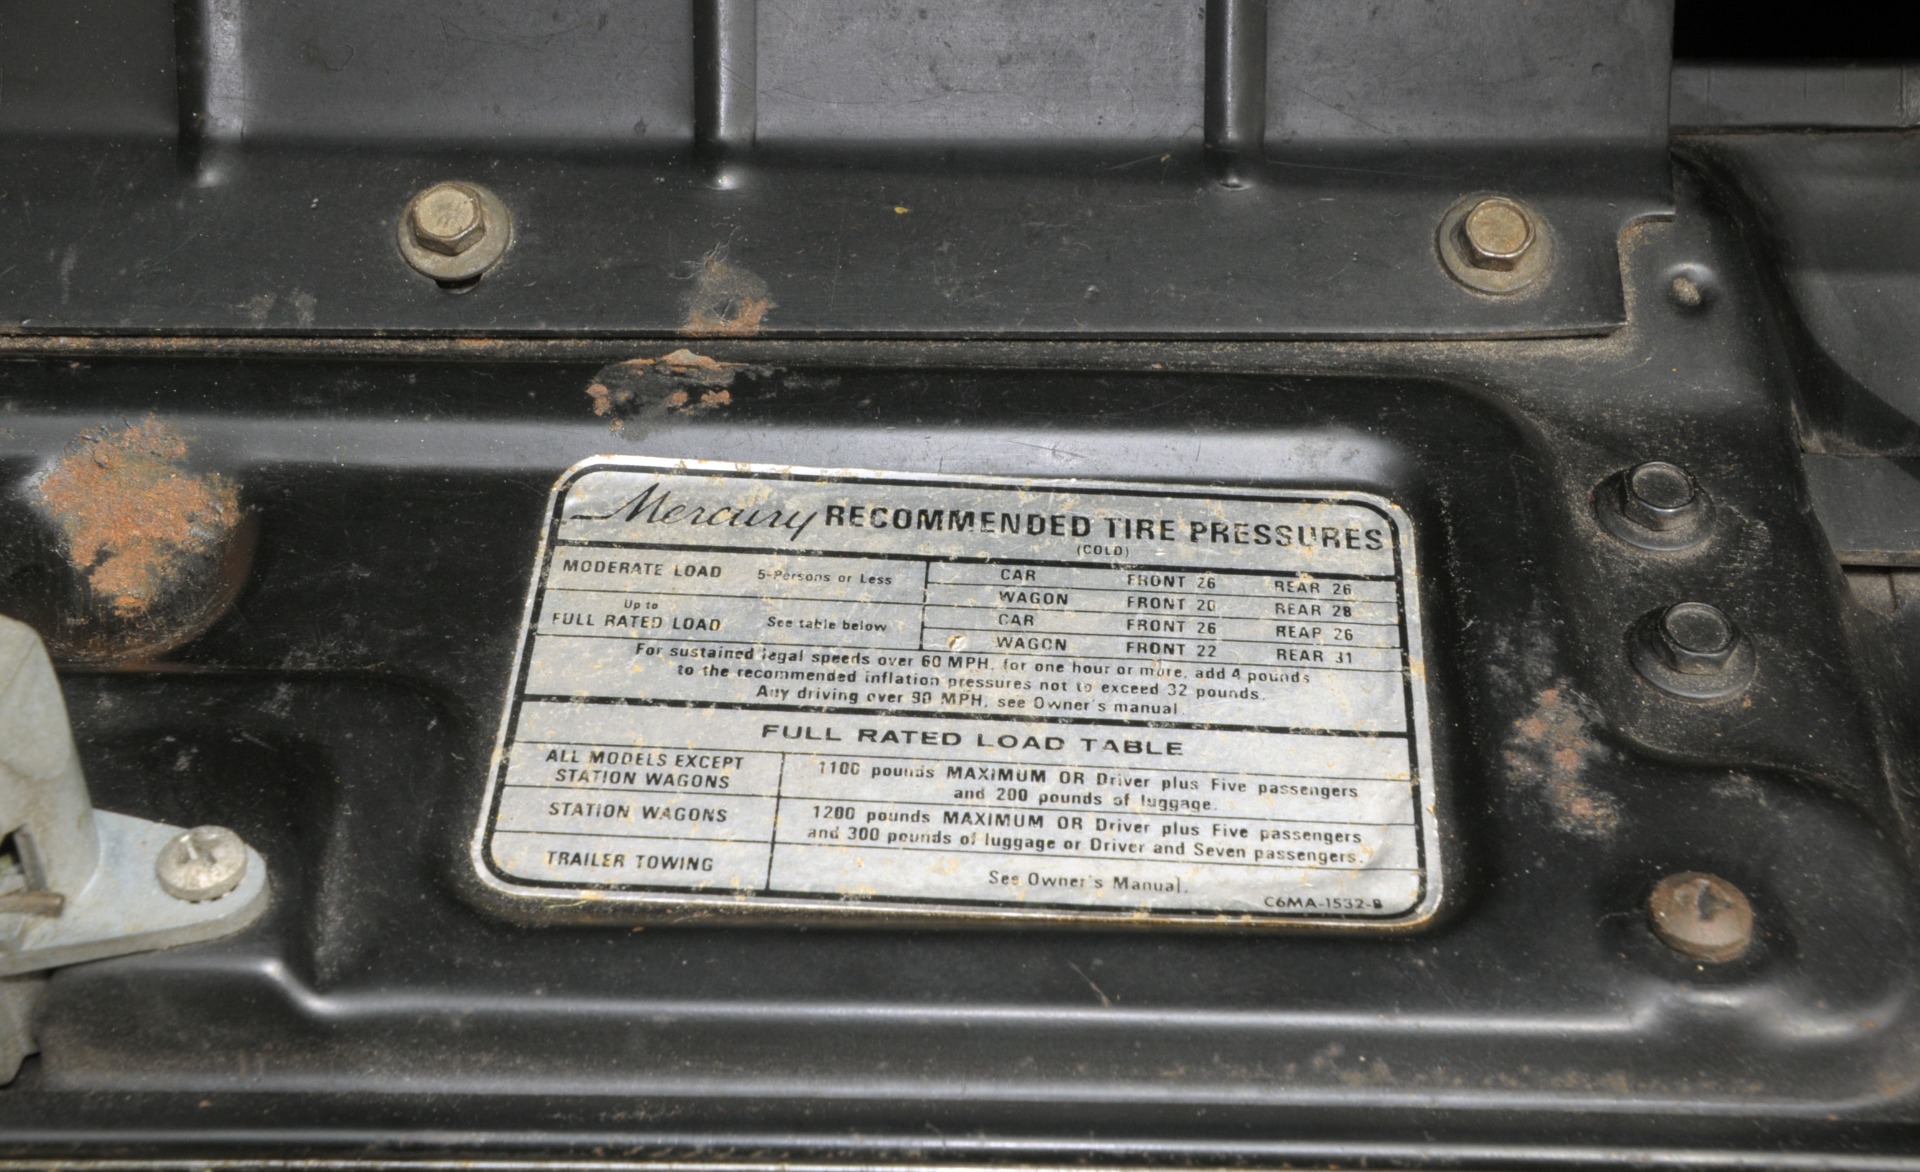 Mercury RECOMMENDED TIRE PRESSURES
(COLD)
MODERATE LOAD 5-Persons or Less CAR FRONT 26 REAR 26
WAGON FRONT 20 REAR 28
Up to
FULL RATED LOAD See table below CAR FRONT 26 REAR 26
WAGON FRONT 22 REAR 31
For sustained legal speeds over 60 MPH, for one hour or more, add 4 pounds
to the recommended inflation pressures not to exceed 32 pounds.
Any driving over 90 MPH, see Owner's manual.
FULL RATED LOAD TABLE
ALL MODELS EXCEPT
STATION WAGONS
1100 pounds MAXIMUM OR Driver plus Five passengers
and 200 pounds of luggage.
STATION WAGONS
1200 pounds MAXIMUM OR Driver plus Five passengers
and 300 pounds of luggage or Driver and Seven passengers.
TRAILER TOWING See Owner's Manual.
C6MA-1532-B